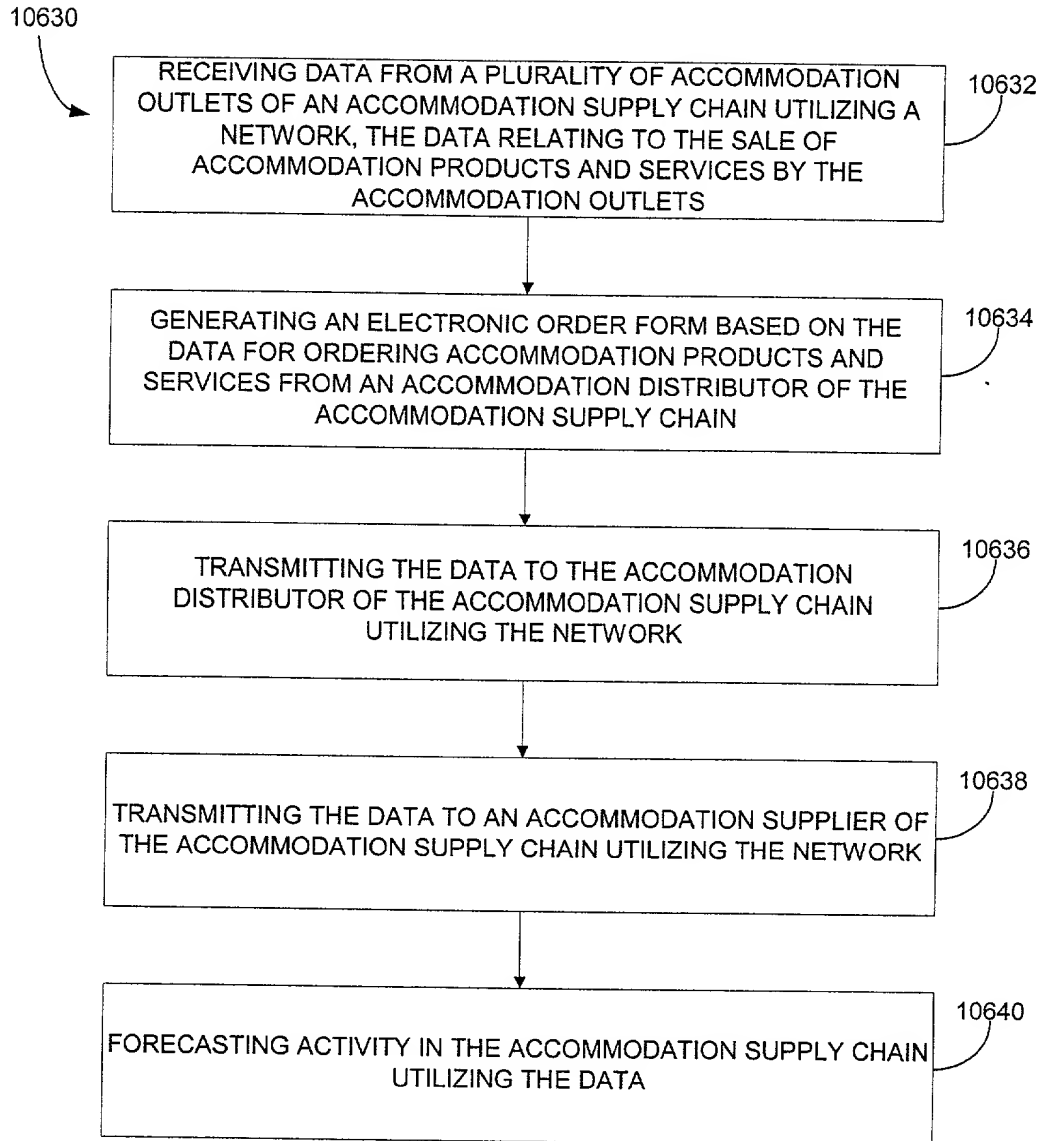 10630
RECEIVING DATA FROM A PLURALITY OF ACCOMMODATION
OUTLETS OF AN ACCOMMODATION SUPPLY CHAIN UTILIZING A
NETWORK, THE DATA RELATING TO THE SALE OF
ACCOMMODATION PRODUCTS AND SERVICES BY THE
ACCOMMODATION OUTLETS
10632
GENERATING AN ELECTRONIC ORDER FORM BASED ON THE
DATA FOR ORDERING ACCOMMODATION PRODUCTS AND
SERVICES FROM AN ACCOMMODATION DISTRIBUTOR OF THE
ACCOMMODATION SUPPLY CHAIN
10634
TRANSMITTING THE DATA TO THE ACCOMMODATION
DISTRIBUTOR OF THE ACCOMMODATION SUPPLY CHAIN
UTILIZING THE NETWORK
10636
TRANSMITTING THE DATA TO AN ACCOMMODATION SUPPLIER OF
THE ACCOMMODATION SUPPLY CHAIN UTILIZING THE NETWORK
10638
FORECASTING ACTIVITY IN THE ACCOMMODATION SUPPLY CHAIN
UTILIZING THE DATA
10640